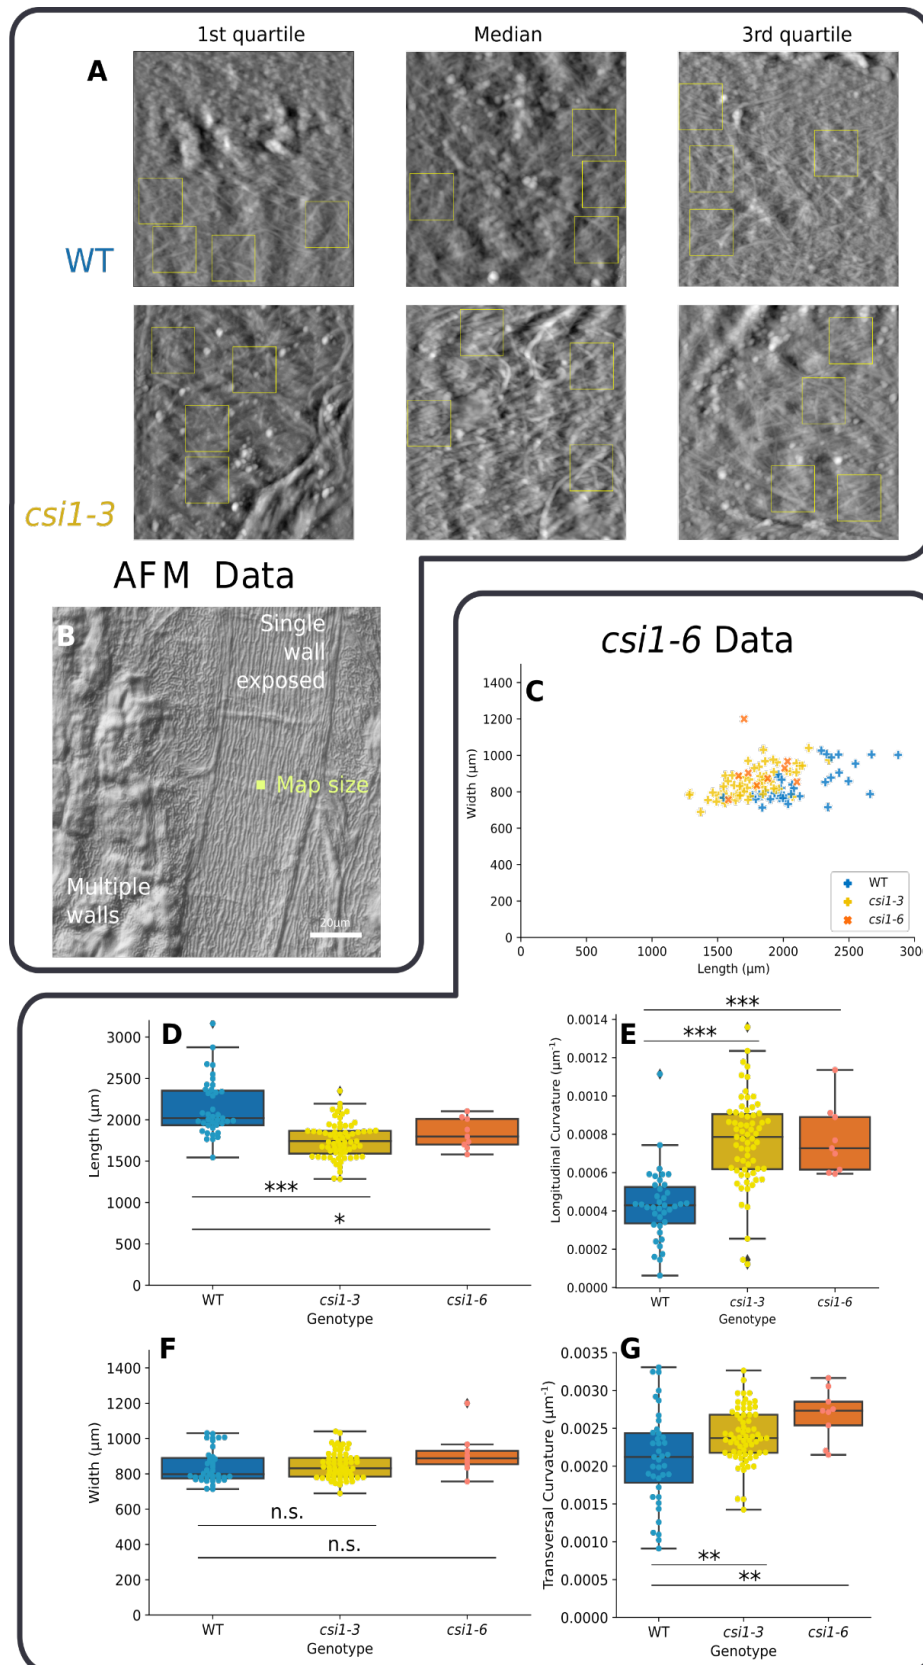 1st quartile Median 3rd quartile
A
WT
csi1-3
AFM Data
B
Single
wall
exposed
Map size
Multiple
walls
20µm
csi1-6 Data
C
1400
1200
1000
800
600
400
200
0
Width (µm)
0 500 1000 1500 2000 2500 3000
Length (µm)
WT
csi1-3
csi1-6
D
3000
2500
2000
1500
1000
500
0
Length (µm)
***
*
WT csi1-3 csi1-6
Genotype
E
***
***
0.0014
0.0012
0.0010
0.0008
0.0006
0.0004
0.0002
0.0000
Longitudinal Curvature (µm⁻¹)
WT csi1-3 csi1-6
Genotype
F
1400
1200
1000
800
600
400
200
0
Width (µm)
n.s.
n.s.
WT csi1-3 csi1-6
Genotype
G
0.0035
0.0030
0.0025
0.0020
0.0015
0.0010
0.0005
0.0000
Transversal Curvature (µm⁻¹)
**
**
WT csi1-3 csi1-6
Genotype